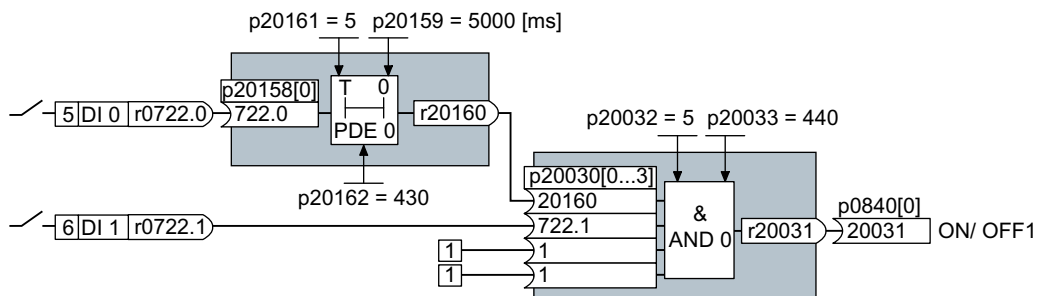 p20161 = 5 p20159 = 5000 [ms]
p20158[0]
T 0
5 DI 0 r0722.0 722.0 r20160
PDE 0
p20162 = 430
p20032 = 5 p20033 = 440
p20030[0...3]
20160
6 DI 1 r0722.1 722.1
1 1
1 1
&
AND 0
r20031
p0840[0]
20031 ON/ OFF1